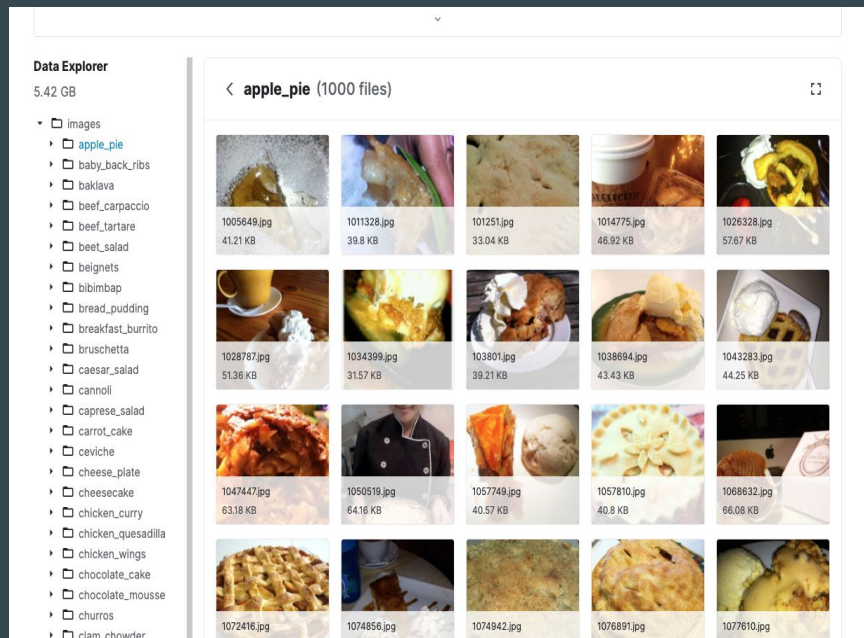 Data Explorer
5.42 GB
images
apple_pie
baby_back_ribs
baklava
beef_carpaccio
beef_tartare
beet_salad
beignets
bibimbap
bread_pudding
breakfast_burrito
bruschetta
caesar_salad
cannoli
caprese_salad
carrot_cake
ceviche
cheese_plate
cheesecake
chicken_curry
chicken_quesadilla
chicken_wings
chocolate_cake
chocolate_mousse
churros
clam_chowder
apple_pie (1000 files)
1005649.jpg 1011328.jpg 101251.jpg 1014775.jpg 1026328.jpg
41.21 KB 39.8 KB 33.04 KB 46.92 KB 57.67 KB
1028787.jpg 1034399.jpg 103801.jpg 1038694.jpg 1043283.jpg
51.36 KB 31.57 KB 39.21 KB 43.43 KB 44.25 KB
1047447.jpg 1050519.jpg 1057749.jpg 1057810.jpg 1068632.jpg
63.18 KB 64.16 KB 40.57 KB 40.8 KB 66.08 KB
1072416.jpg 1074856.jpg 1074942.jpg 1076891.jpg 1077610.jpg